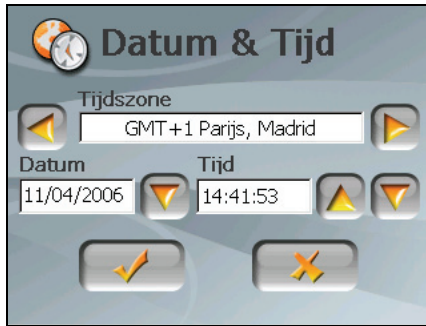 Datum & Tijd
Tijdszone
GMT+1 Parijs, Madrid
Datum Tijd
11/04/2006 14:41:53